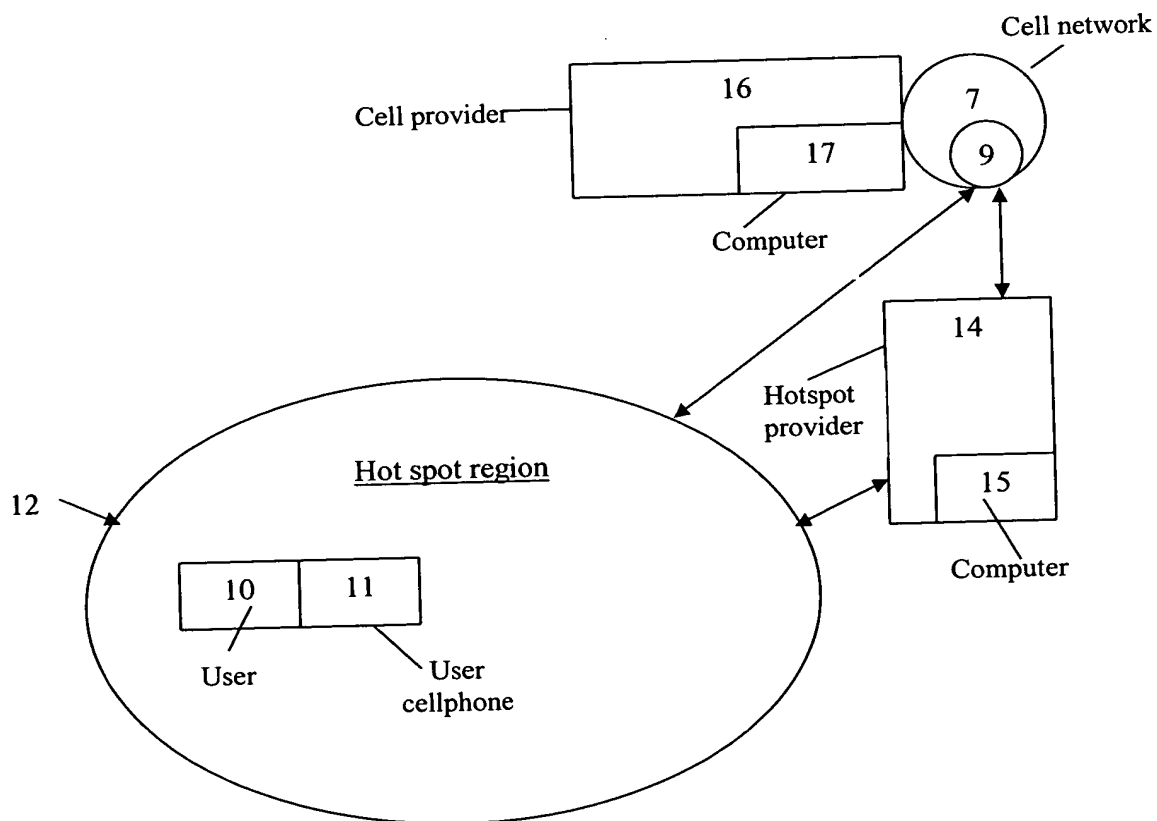 Cell network
16
7
Cell provider
17
9
Computer
14
Hotspot
provider
Hot spot region
12
15
Computer
10
11
User
User
cellphone